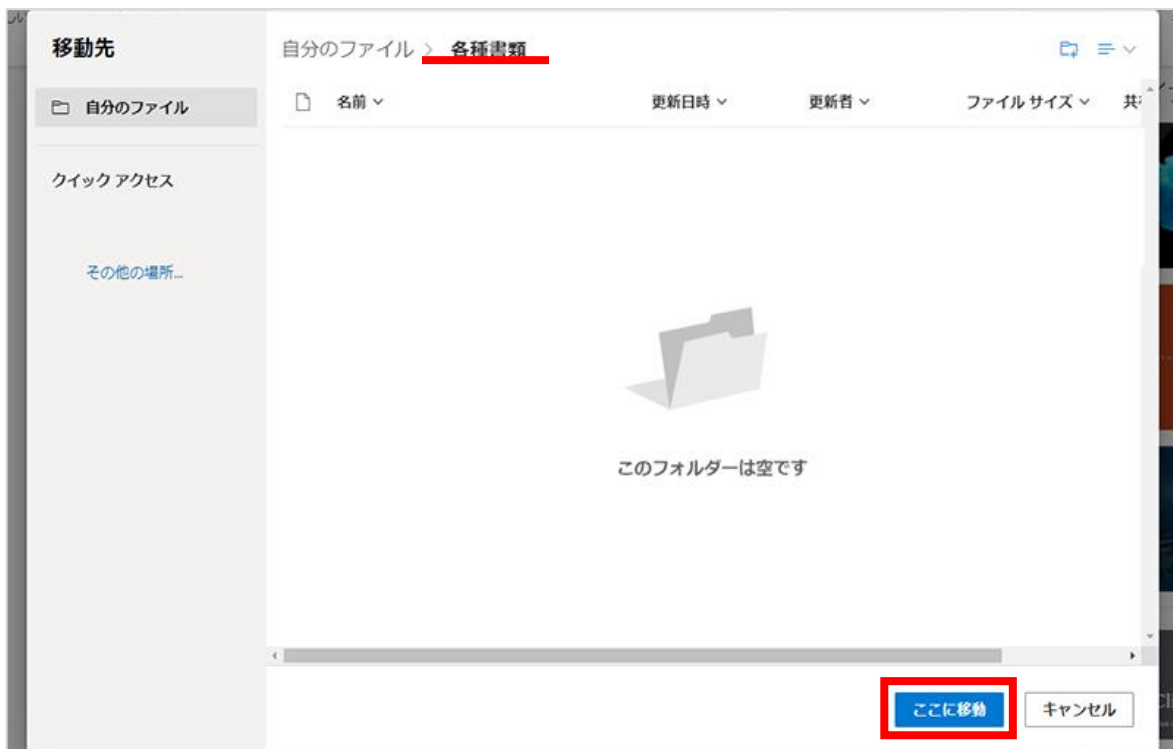 移動先
自分のファイル > 各種書類
自分のファイル
名前 更新日時 更新者 ファイル サイズ
クイック アクセス
その他の場所...
このフォルダーは空です
ここに移動 キャンセル